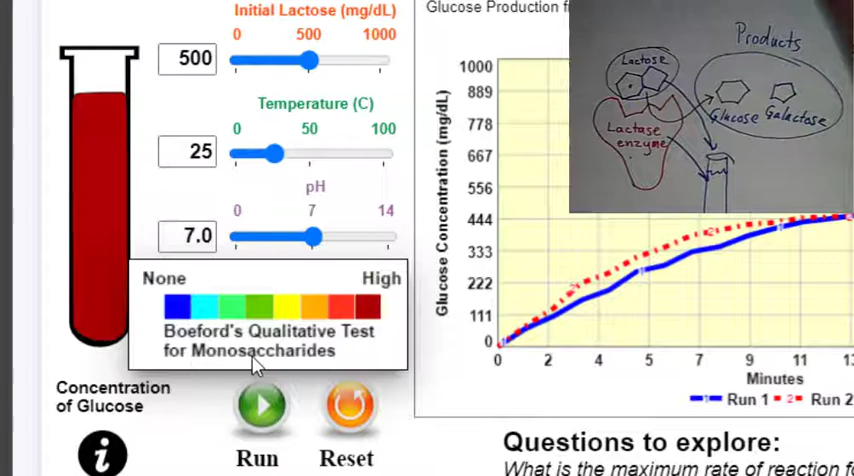 Initial Lactose (mg/dL)
0 500 1000
500
Temperature (C)
0 50 100
25
pH
0 7 14
7.0
None High
Boeford's Qualitative Test
for Monosaccharides
Concentration
of Glucose
Run Reset
Glucose Production
Glucose Concentration (mg/dL)
1000
889
778
667
556
444
333
222
111
0
0 2 4 5 7 9 11 13
Minutes
1 Run 1 2 Run 2
Lactose
Lactase
enzyme
Products
Glucose Galactose
Questions to explore:
What is the maximum rate of reaction